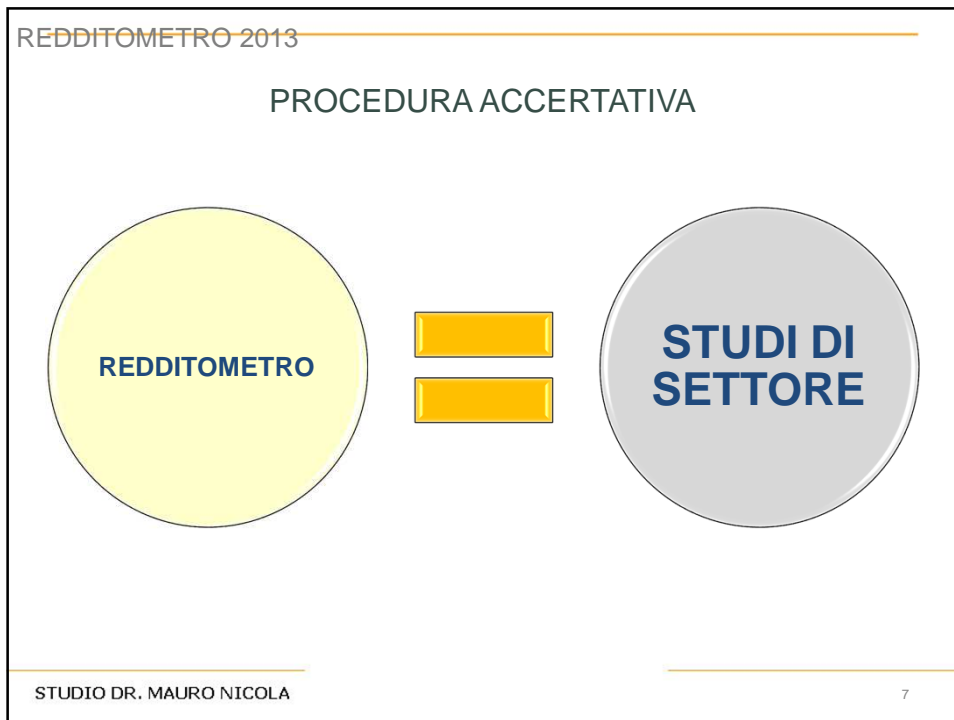 REDDITOMETRO 2013
PROCEDURA ACCERTATIVA
REDDITOMETRO
STUDI DI
SETTORE
STUDIO DR. MAURO NICOLA
7